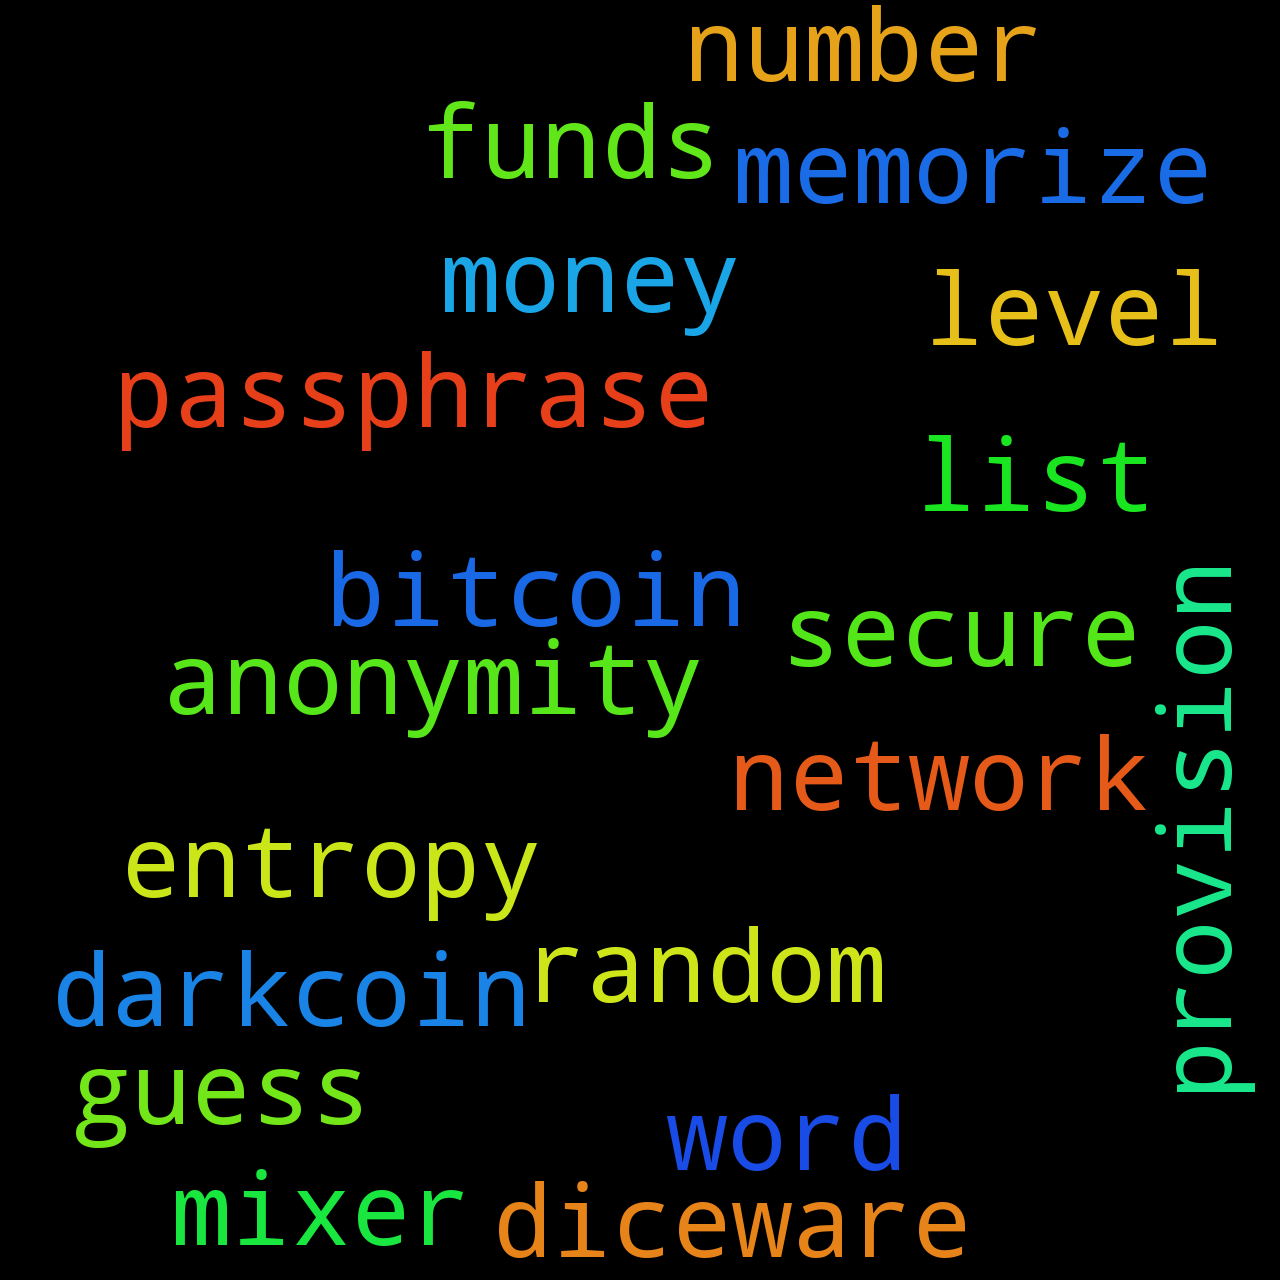 number
funds
memorize
money
level
passphrase
list
bitcoin
secure
anonymity
provision
network
entropy
random
darkcoin
guess
word
mixer
diceware